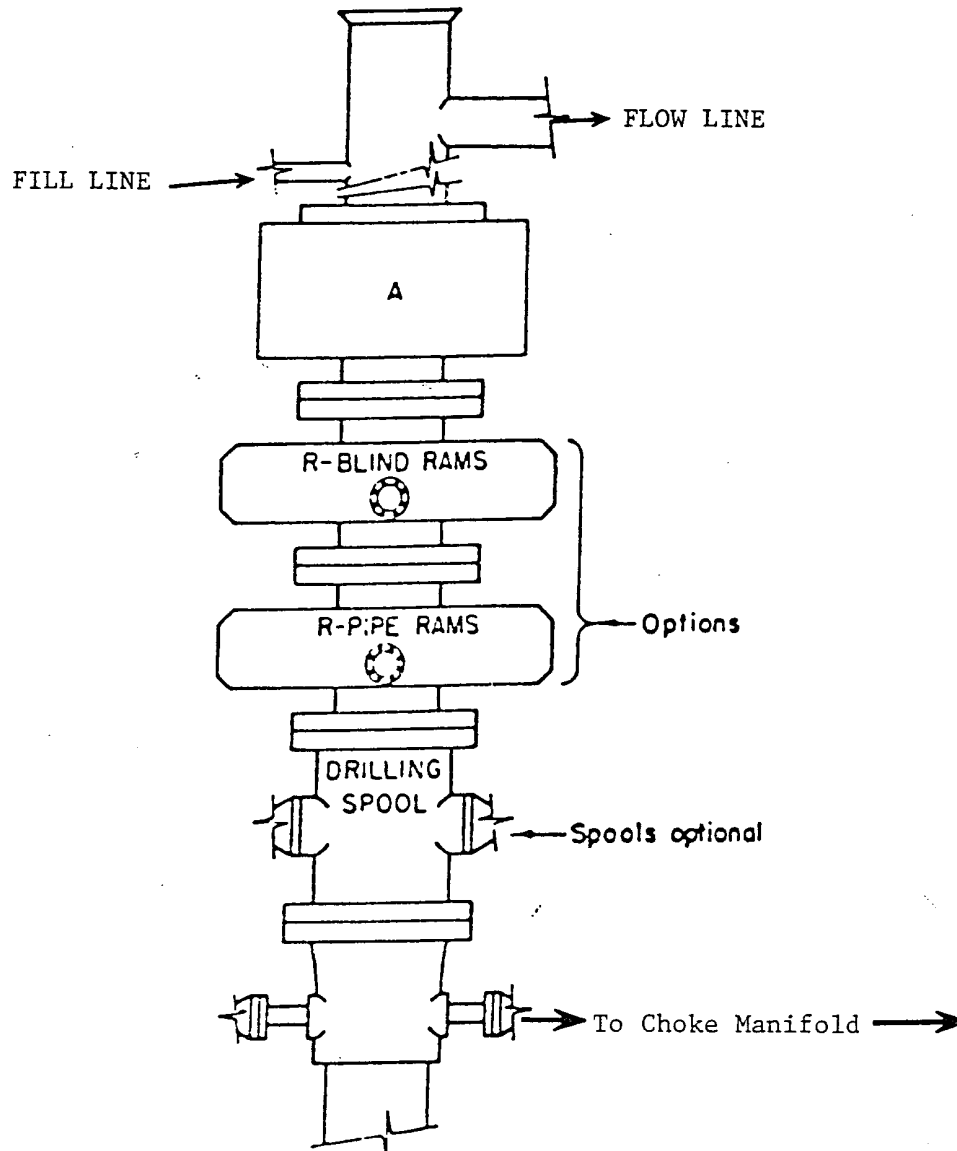 FLOW LINE
FILL LINE
A
R-BLIND RAMS
R-PIPE RAMS
Options
DRILLING
SPOOL
Spools optional
To Choke Manifold